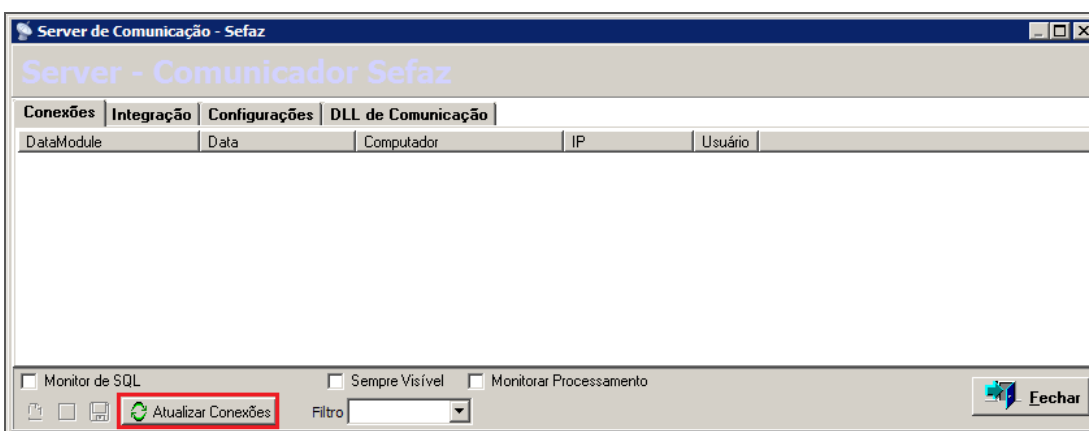 Server de Comunicação - Sefaz
Server - Comunicador Sefaz
Conexões Integração Configurações DLL de Comunicação
DataModule Data Computador IP Usuário
Monitor de SQL Sempre Visível Monitorar Processamento
Atualizar Conexões Filtro Fechar